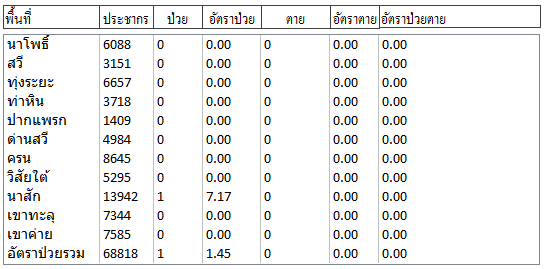 พื้นที่ ประชากร ป่วย อัตราป่วย ตาย อัตราตาย อัตราป่วยตาย
นาโพธิ์ 6088 0 0.00 0 0.00 0.00
สวี 3151 0 0.00 0 0.00 0.00
ทุ่งระยะ 6657 0 0.00 0 0.00 0.00
ท่าหิน 3718 0 0.00 0 0.00 0.00
ปากแพรก 1409 0 0.00 0 0.00 0.00
ด่านสวี 4984 0 0.00 0 0.00 0.00
ครน 8645 0 0.00 0 0.00 0.00
วิสัยใต้ 5295 0 0.00 0 0.00 0.00
นาสัก 13942 1 7.17 0 0.00 0.00
เขาทะลุ 7344 0 0.00 0 0.00 0.00
เขาค่าย 7585 0 0.00 0 0.00 0.00
อัตราป่วยรวม 68818 1 1.45 0 0.00 0.00